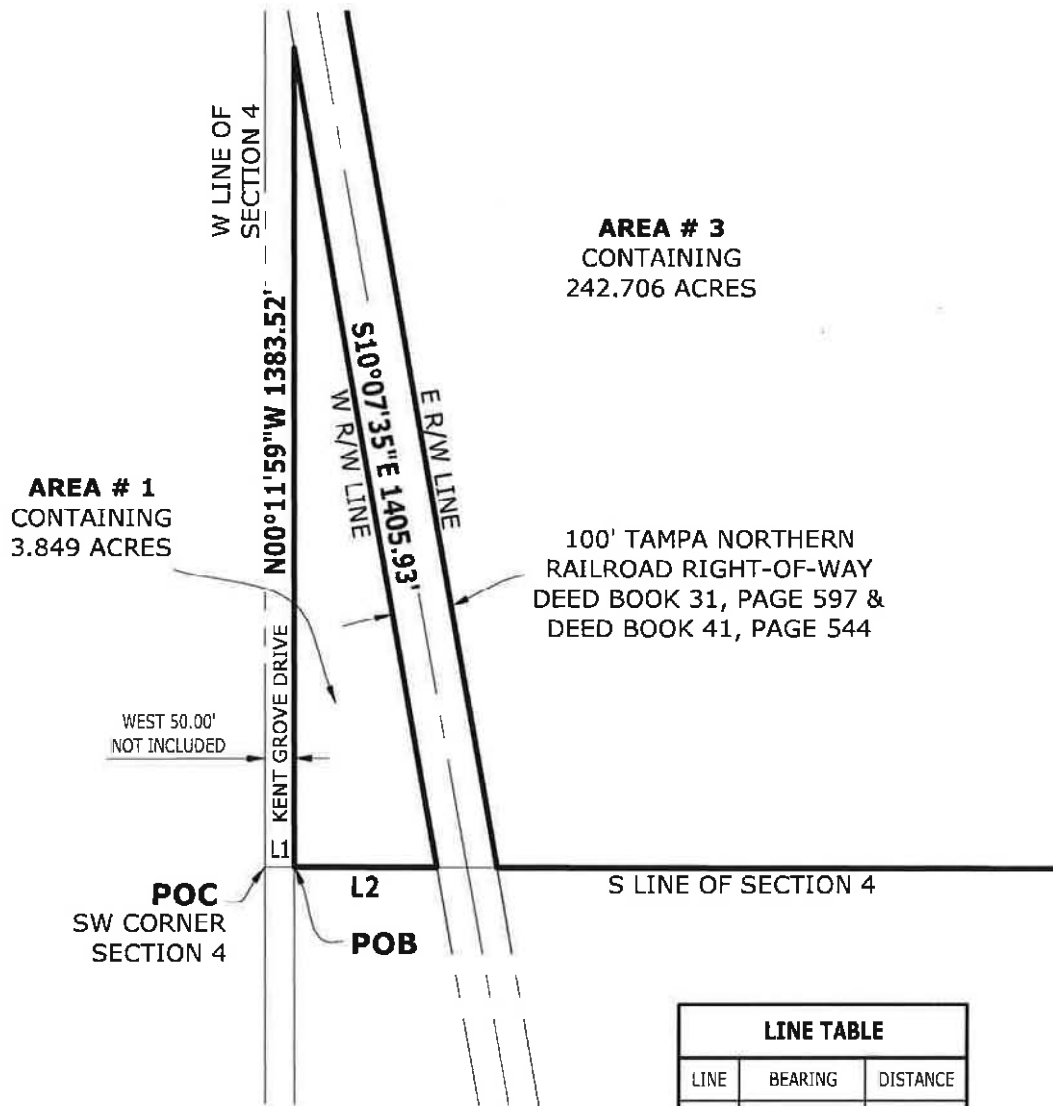 W LINE OF
SECTION 4
AREA # 3
CONTAINING
242.706 ACRES
N00°11'59"W 1383.52'
S10°07'35"E 1405.93'
W R/W LINE
E R/W LINE
AREA # 1
CONTAINING
3.849 ACRES
100' TAMPA NORTHERN
RAILROAD RIGHT-OF-WAY
DEED BOOK 31, PAGE 597 &
DEED BOOK 41, PAGE 544
WEST 50.00'
NOT INCLUDED
KENT GROVE DRIVE
L1
L2
S LINE OF SECTION 4
POC
SW CORNER
SECTION 4
POB
LINE TABLE
LINE BEARING DISTANCE